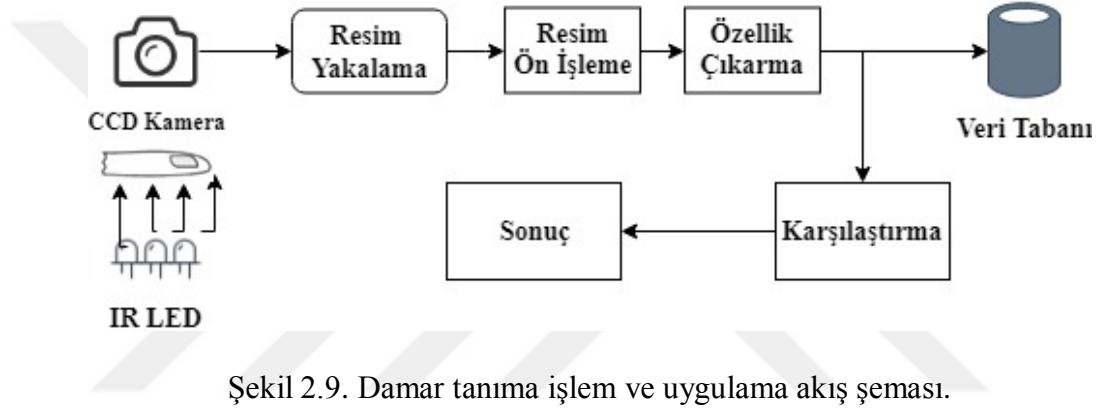 Resim
Yakalama
Resim
Ön İşleme
Özellik
Çıkarma
CCD Kamera
Veri Tabanı
Sonuç
Karşılaştırma
IR LED
Şekil 2.9. Damar tanıma işlem ve uygulama akış şeması.